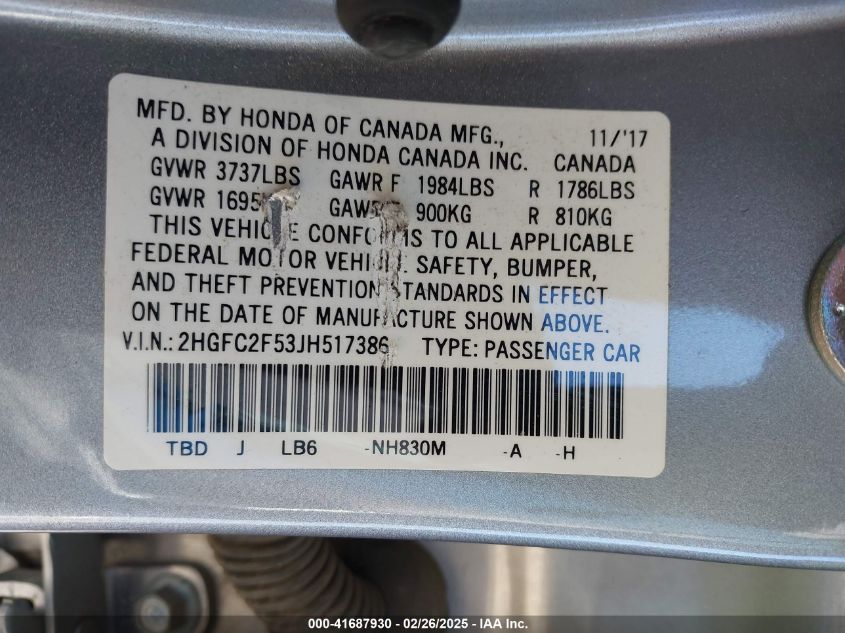 MFD. BY HONDA OF CANADA MFG., 11/'17
A DIVISION OF HONDA CANADA INC. CANADA
GVWR 3737LBS GAWR F 1984LBS R 1786LBS
GVWR 1695 900KG R 810KG
THIS VEHICLE CONFORMS TO ALL APPLICABLE
FEDERAL MOTOR VEHICLE SAFETY, BUMPER,
AND THEFT PREVENTION STANDARDS IN EFFECT
ON THE DATE OF MANUFACTURE SHOWN ABOVE.
V.I.N.: 2HGFC2F53JH517386 TYPE: PASSENGER CAR
TBD J LB6 -NH830M -A -H
000-41687930 - 02/26/2025 - IAA Inc.